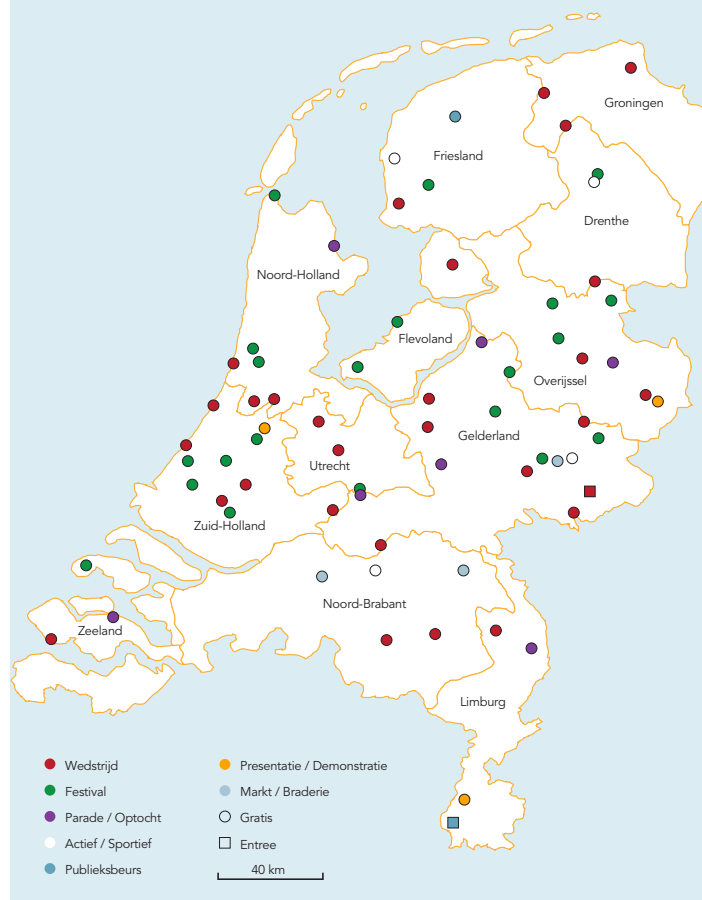 Groningen
Friesland
Drenthe
Noord-Holland
Flevoland
Overijssel
Gelderland
Utrecht
Zuid-Holland
Noord-Brabant
Zeeland
Limburg
Wedstrijd
Festival
Parade / Optocht
Actief / Sportief
Publieksbeurs
Presentatie / Demonstratie
Markt / Braderie
Gratis
Entree
40 km